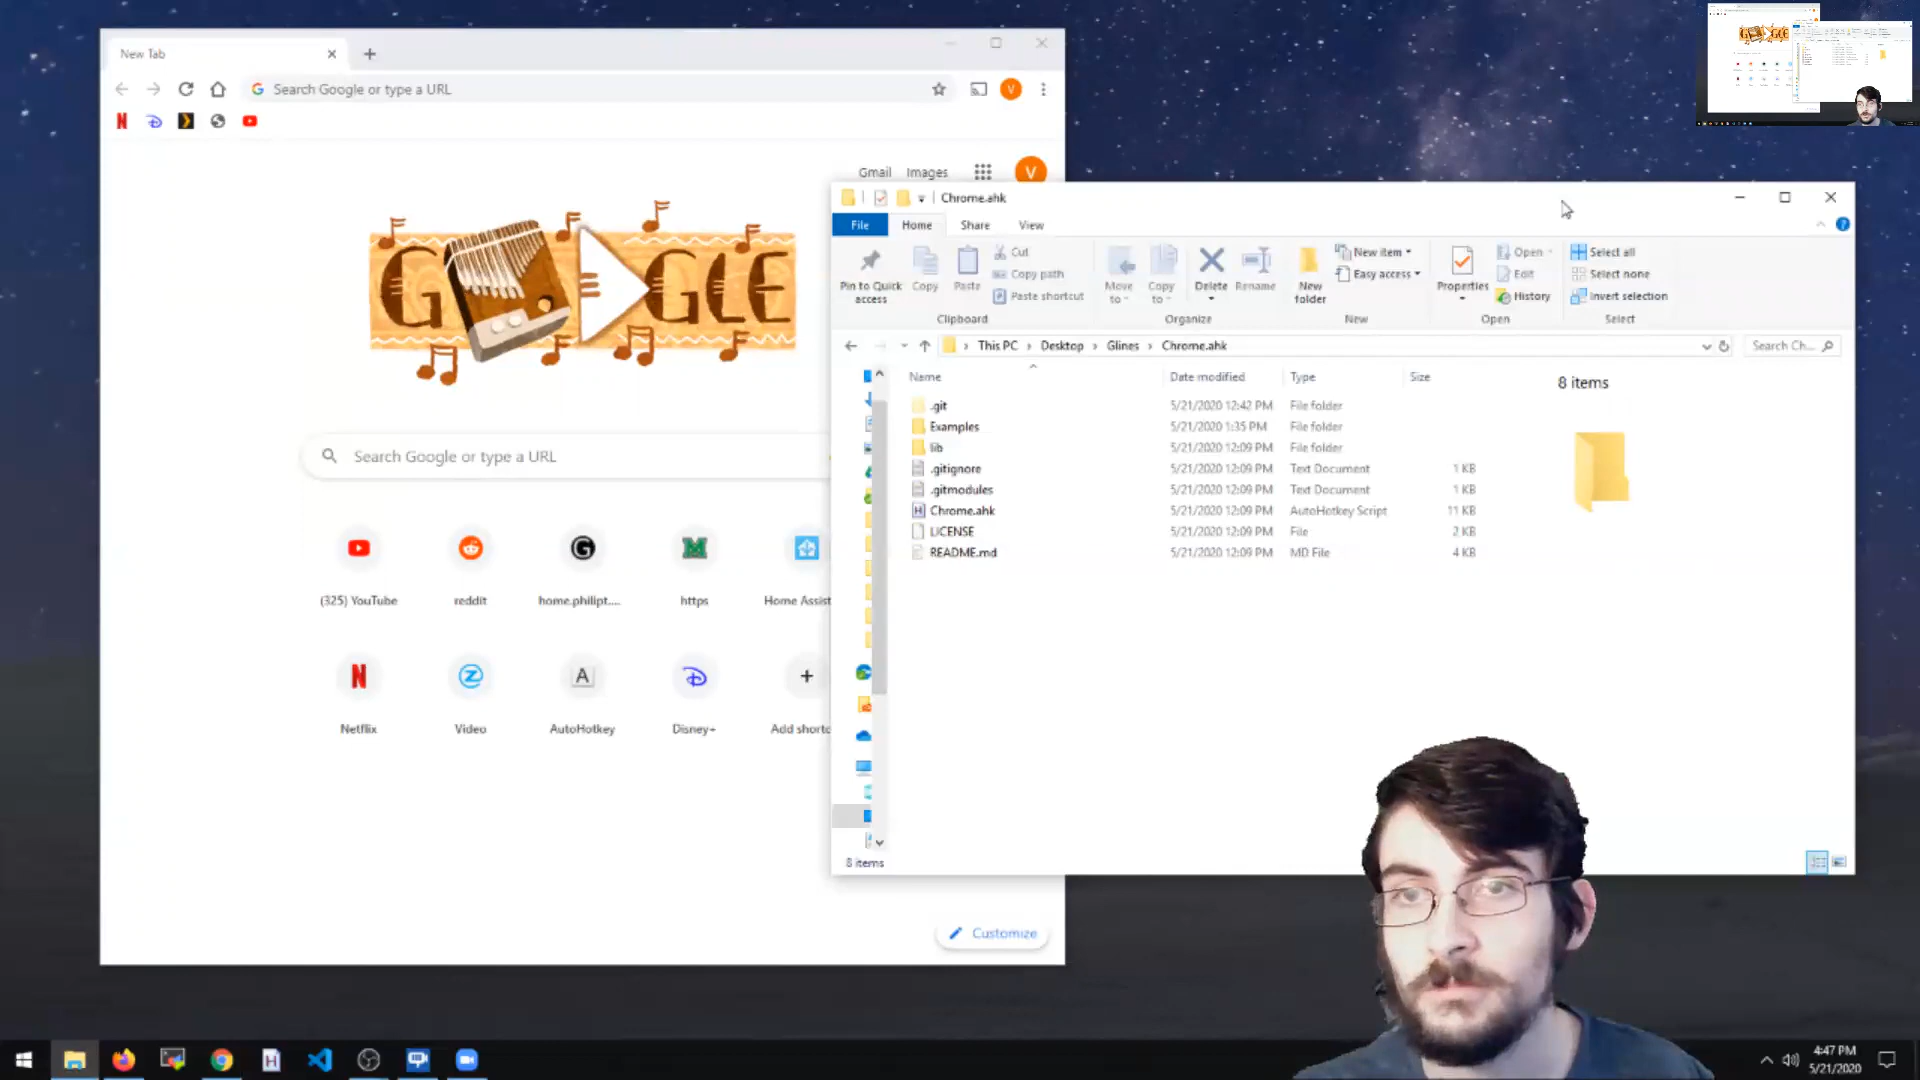 New Tab
Search Google or type a URL
Gmail Images
V
V
GOOGLE
Search Google or type a URL
(325) YouTube
reddit
home.philipt....
https
Home Assist
Netflix
Video
AutoHotkey
Disney+
Add shortc
Customize
Chrome.ahk
File Home Share View
Pin to Quick access
Copy
Paste
Cut
Copy path
Paste shortcut
Clipboard
Move to
Copy to
Delete
Rename
Organize
New folder
New item
Easy access
New
Properties
Open
Edit
History
Open
Select all
Select none
Invert selection
Select
This PC > Desktop > Glines > Chrome.ahk
Search Ch...
Name Date modified Type Size
.git 5/21/2020 12:42 PM File folder
Examples 5/21/2020 1:35 PM File folder
lib 5/21/2020 12:09 PM File folder
.gitignore 5/21/2020 12:09 PM Text Document 1 KB
.gitmodules 5/21/2020 12:09 PM Text Document 1 KB
Chrome.ahk 5/21/2020 12:09 PM AutoHotkey Script 11 KB
LICENSE 5/21/2020 12:09 PM File 2 KB
README.md 5/21/2020 12:09 PM MD File 4 KB
8 items
8 items
4:47 PM
5/21/2020